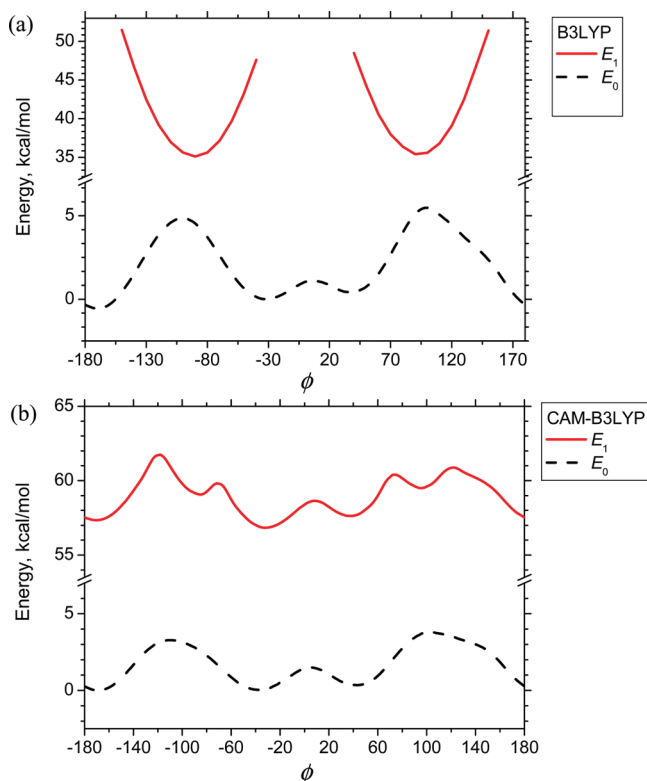 (a)
B3LYP
E1
E0
Energy, kcal/mol
50
45
40
35
5
0
-180 -130 -80 -30 20 70 120 170
ϕ
(b)
CAM-B3LYP
E1
E0
Energy, kcal/mol
65
60
55
5
0
-180 -140 -100 -60 -20 20 60 100 140 180
ϕ